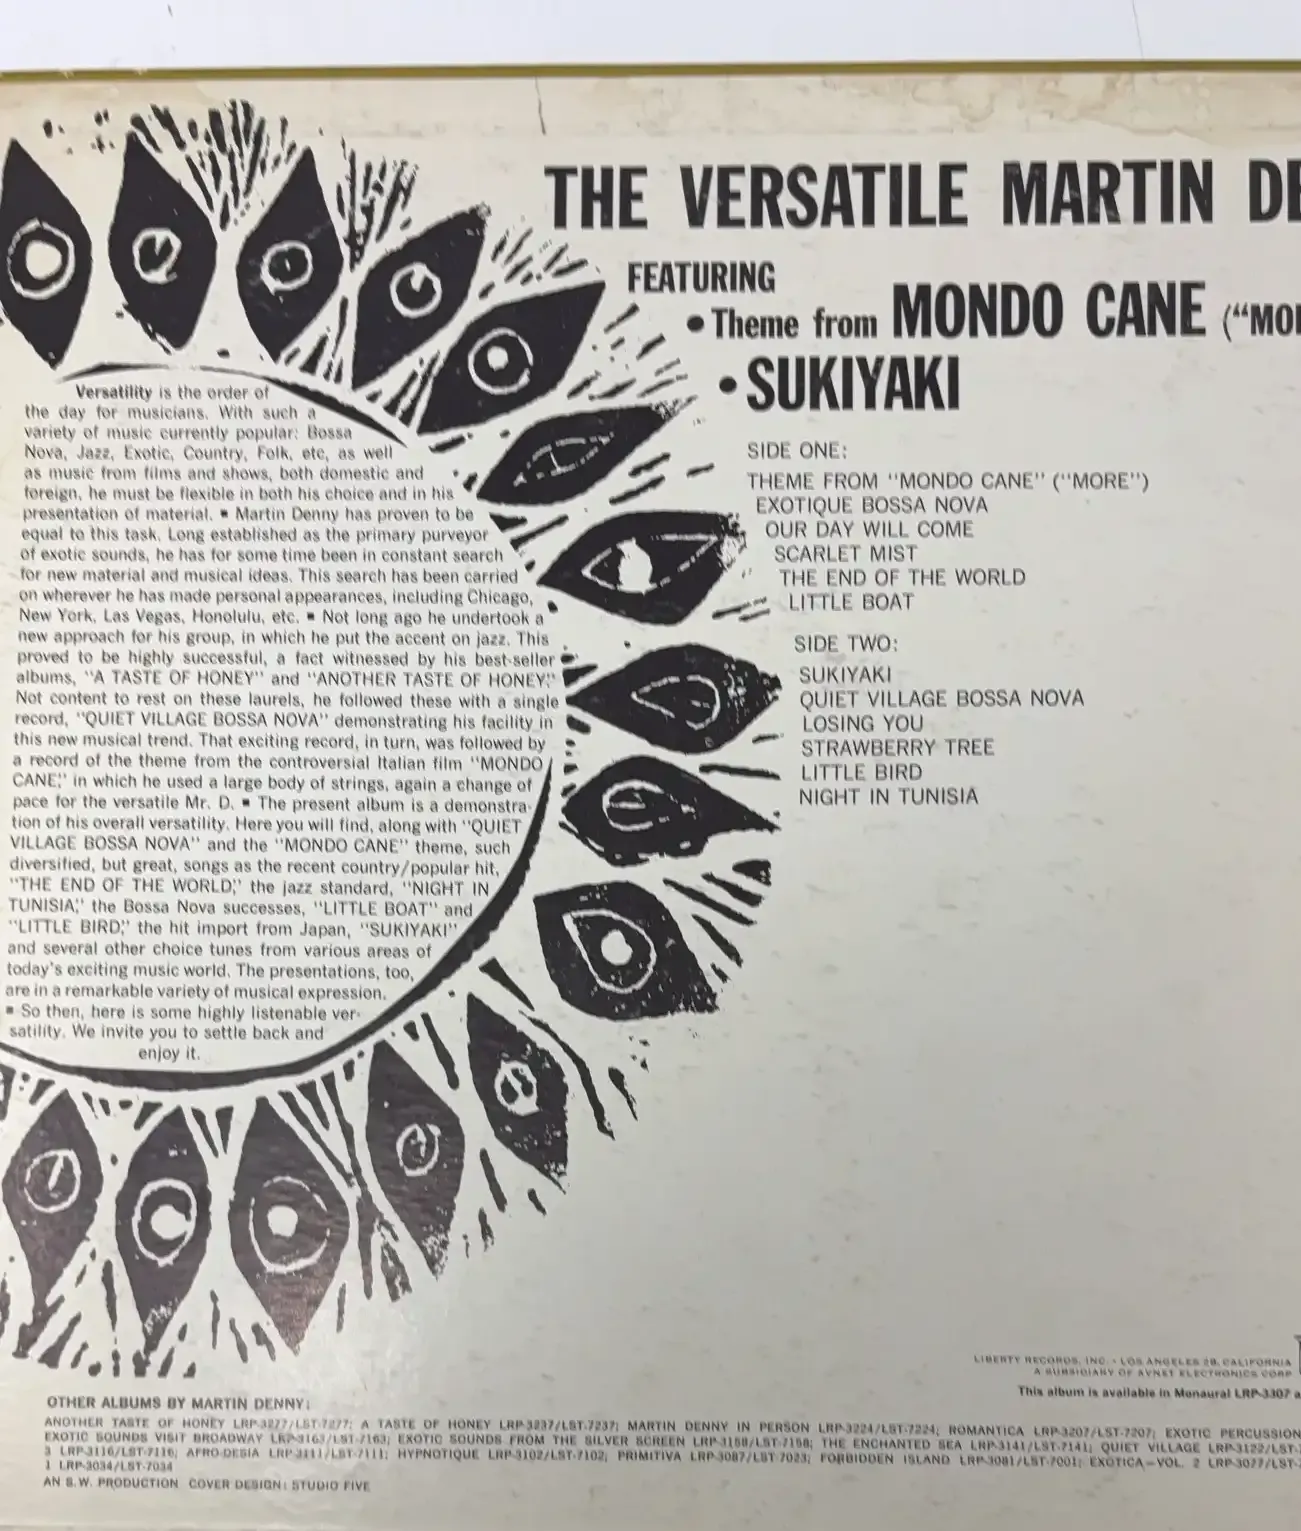 THE VERSATILE MARTIN DE
FEATURING
• Theme from MONDO CANE ("MO
• SUKIYAKI
Versatility is the order of
the day for musicians. With such a
variety of music currently popular: Bossa
Nova, Jazz, Exotic, Country, Folk, etc, as well
as music from films and shows, both domestic and
foreign, he must be flexible in both his choice and in his
presentation of material. ■ Martin Denny has proven to be
equal to this task. Long established as the primary purveyor
of exotic sounds, he has for some time been in constant search
for new material and musical ideas. This search has been carried
on wherever he has made personal appearances, including Chicago,
New York, Las Vegas, Honolulu, etc. ■ Not long ago he undertook a
new approach for his group, in which he put the accent on jazz. This
proved to be highly successful, a fact witnessed by his best-seller
albums, "A TASTE OF HONEY" and "ANOTHER TASTE OF HONEY."
Not content to rest on these laurels, he followed these with a single
record, "QUIET VILLAGE BOSSA NOVA" demonstrating his facility in
this new musical trend. That exciting record, in turn, was followed by
a record of the theme from the controversial Italian film "MONDO
CANE," in which he used a large body of strings, again a change of
pace for the versatile Mr. D. ■ The present album is a demonstra-
tion of his overall versatility. Here you will find, along with "QUIET
VILLAGE BOSSA NOVA" and the "MONDO CANE" theme, such
diversified, but great, songs as the recent country/popular hit,
"THE END OF THE WORLD," the jazz standard, "NIGHT IN
TUNISIA," the Bossa Nova successes, "LITTLE BOAT" and
"LITTLE BIRD," the hit import from Japan, "SUKIYAKI"
and several other choice tunes from various areas of
today's exciting music world. The presentations, too,
are in a remarkable variety of musical expression.
■ So then, here is some highly listenable ver-
satility. We invite you to settle back and
enjoy it.
SIDE ONE:
THEME FROM "MONDO CANE" ("MORE")
EXOTIQUE BOSSA NOVA
OUR DAY WILL COME
SCARLET MIST
THE END OF THE WORLD
LITTLE BOAT
SIDE TWO:
SUKIYAKI
QUIET VILLAGE BOSSA NOVA
LOSING YOU
STRAWBERRY TREE
LITTLE BIRD
NIGHT IN TUNISIA
LIBERTY RECORDS, INC. • LOS ANGELES 28, CALIFORNIA
A SUBSIDIARY OF AVNET ELECTRONICS CORP
This album is available in Monaural LRP-3307 a
OTHER ALBUMS BY MARTIN DENNY:
ANOTHER TASTE OF HONEY LRP-3277/LST-7277; A TASTE OF HONEY LRP-3237/LST-7237; MARTIN DENNY IN PERSON LRP-3224/LST-7224; ROMANTICA LRP-3207/LST-7207; EXOTIC PERCUSSION
EXOTIC SOUNDS VISIT BROADWAY LRP-3163/LST-7163; EXOTIC SOUNDS FROM THE SILVER SCREEN LRP-3158/LST-7158; THE ENCHANTED SEA LRP-3141/LST-7141; QUIET VILLAGE LRP-3122/LST-
3 LRP-3116/LST-7116; AFRO-DESIA LRP-3111/LST-7111; HYPNOTIQUE LRP-3102/LST-7102; PRIMITIVA LRP-3087/LST-7023; FORBIDDEN ISLAND LRP-3081/LST-7001; EXOTICA—VOL. 2 LRP-3077/LST-
1 LRP-3034/LST-7034
AN S.W. PRODUCTION COVER DESIGN: STUDIO FIVE